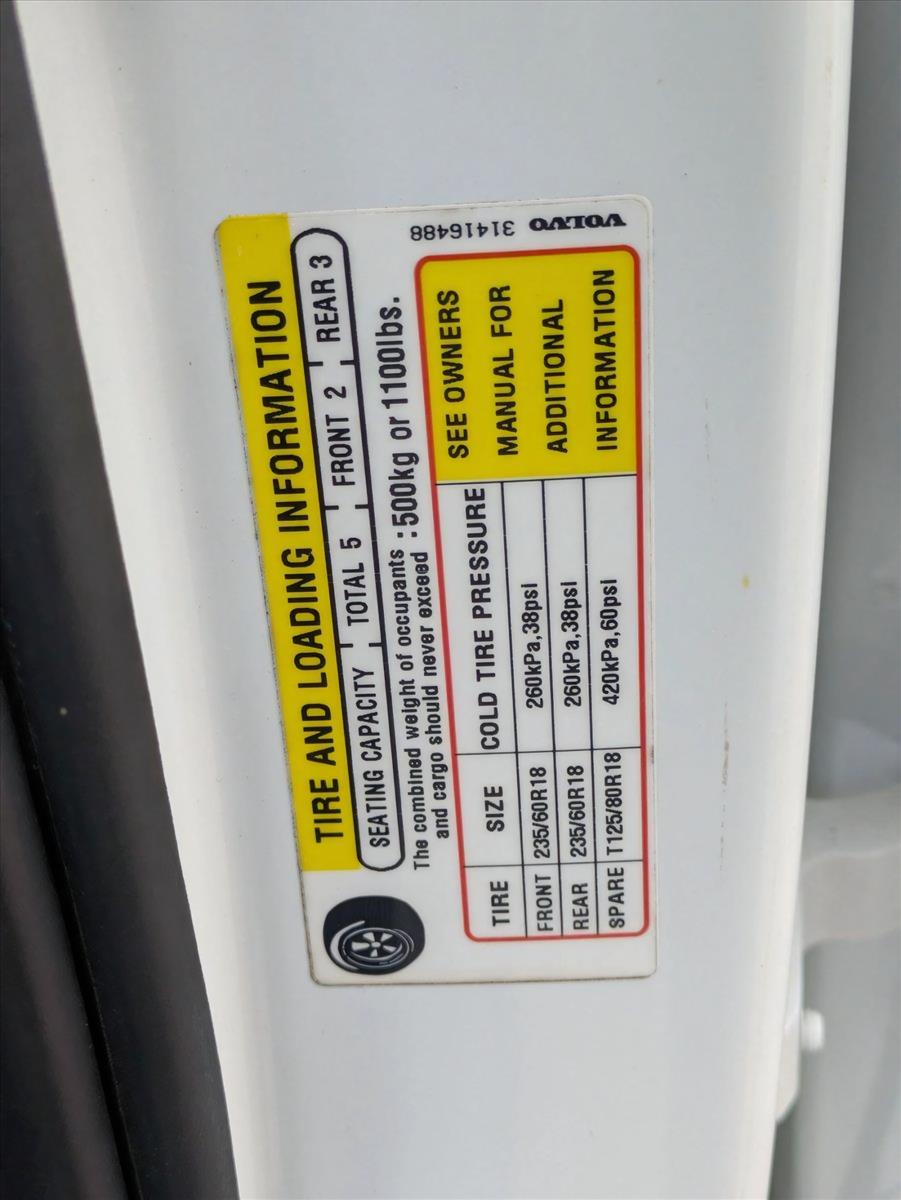 TIRE AND LOADING INFORMATION
SEATING CAPACITY TOTAL 5 FRONT 2 REAR 3
The combined weight of occupants
and cargo should never exceed : 500kg or 1100lbs.
TIRE SIZE COLD TIRE PRESSURE
FRONT 235/60R18 260kPa,38psi
REAR 235/60R18 260kPa,38psi
SPARE T125/80R18 420kPa,60psi
SEE OWNERS
MANUAL FOR
ADDITIONAL
INFORMATION
VOLVO 31416488